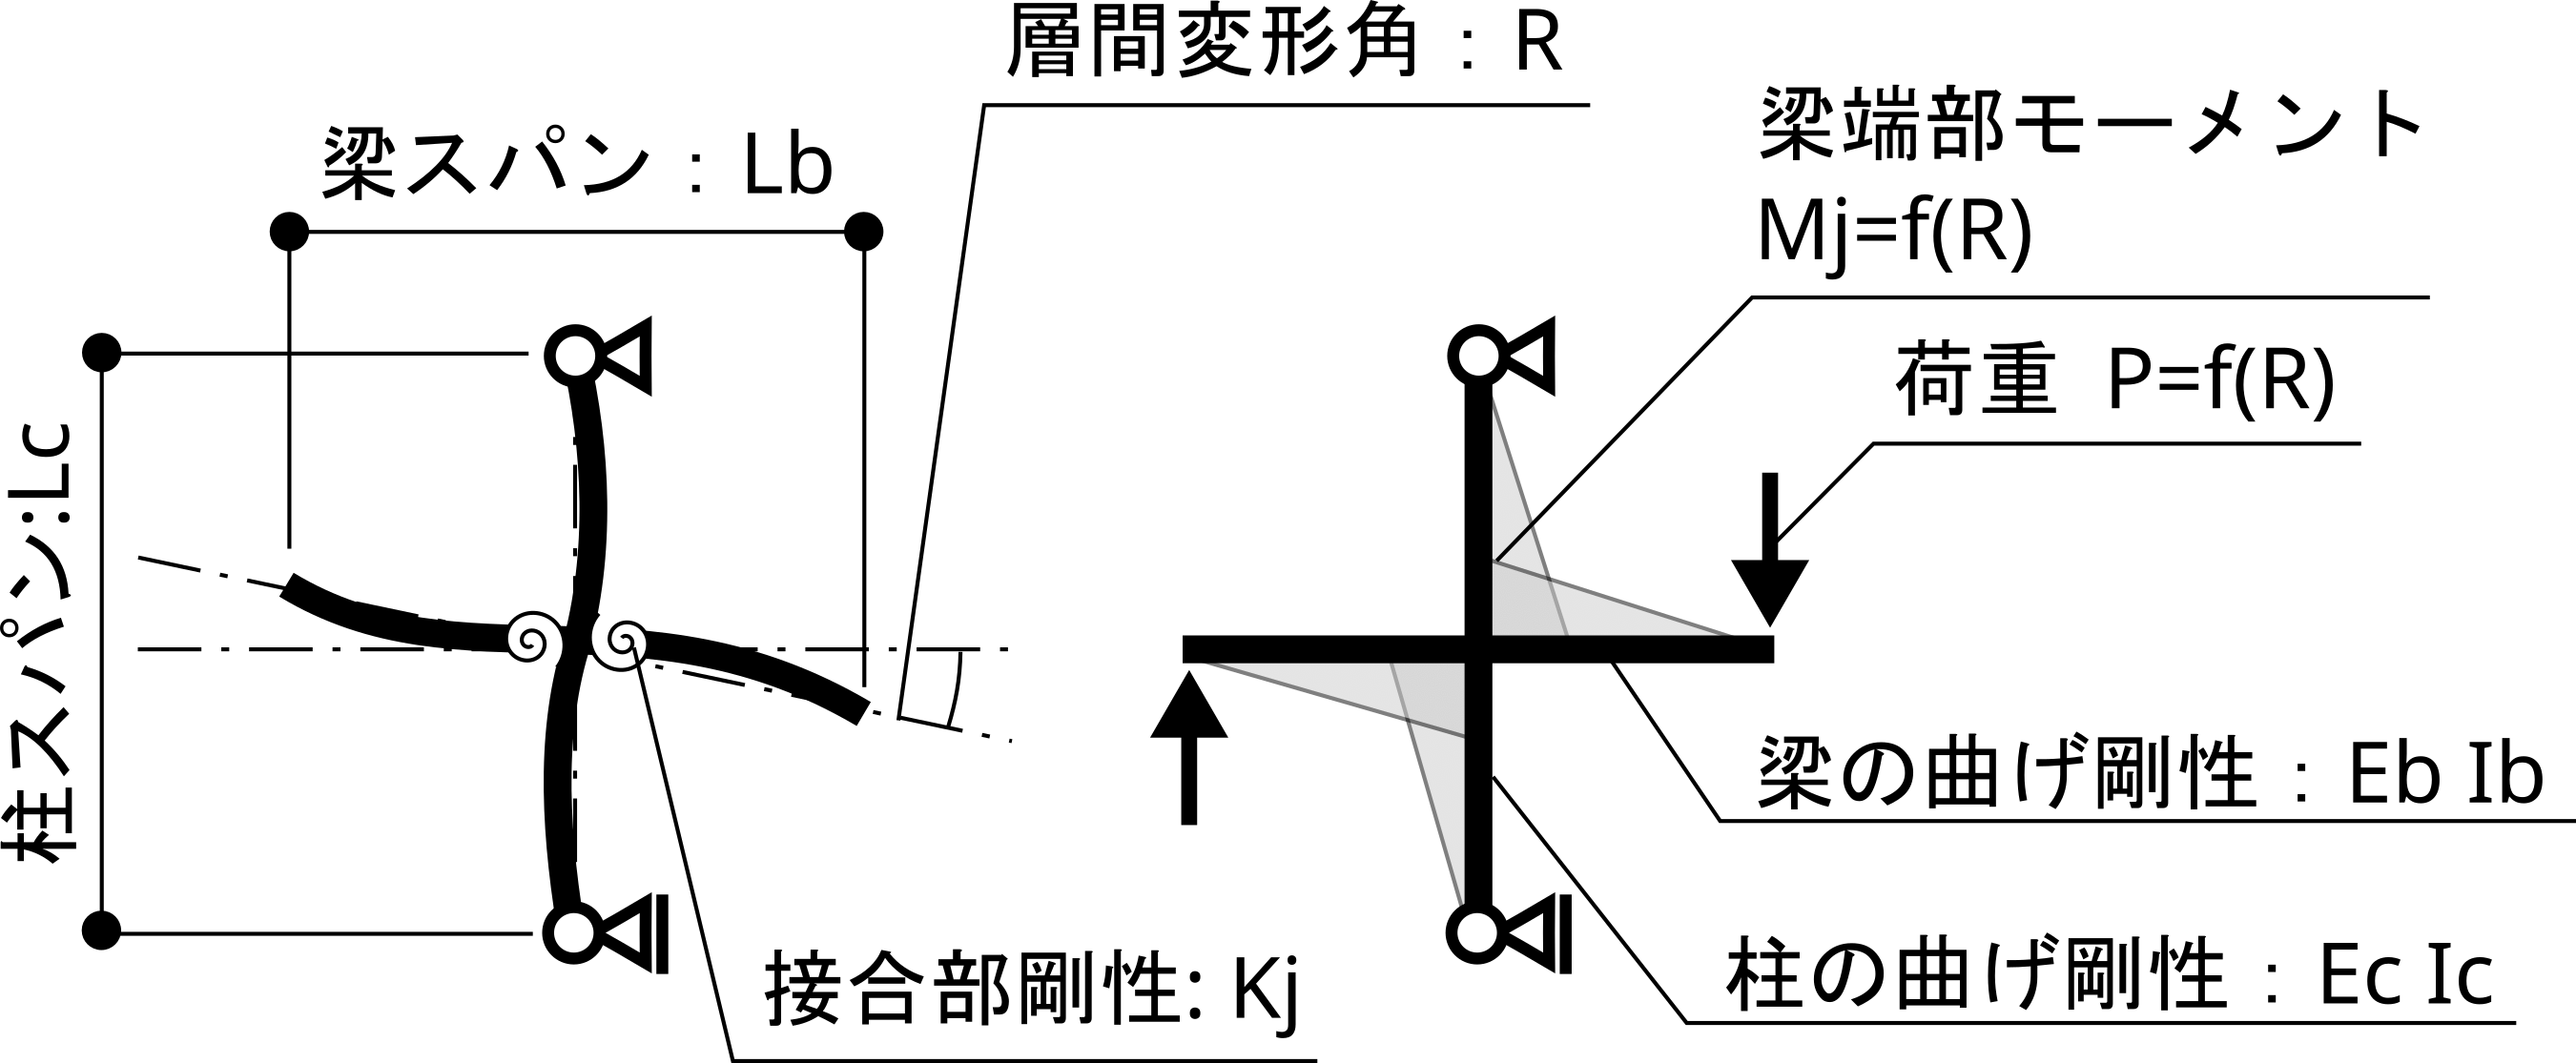 層間変形角：R
梁スパン：Lb
梁端部モーメント
Mj=f(R)
荷重 P=f(R)
柱スパン:Lc
梁の曲げ剛性：Eb Ib
柱の曲げ剛性：Ec Ic
接合部剛性: Kj